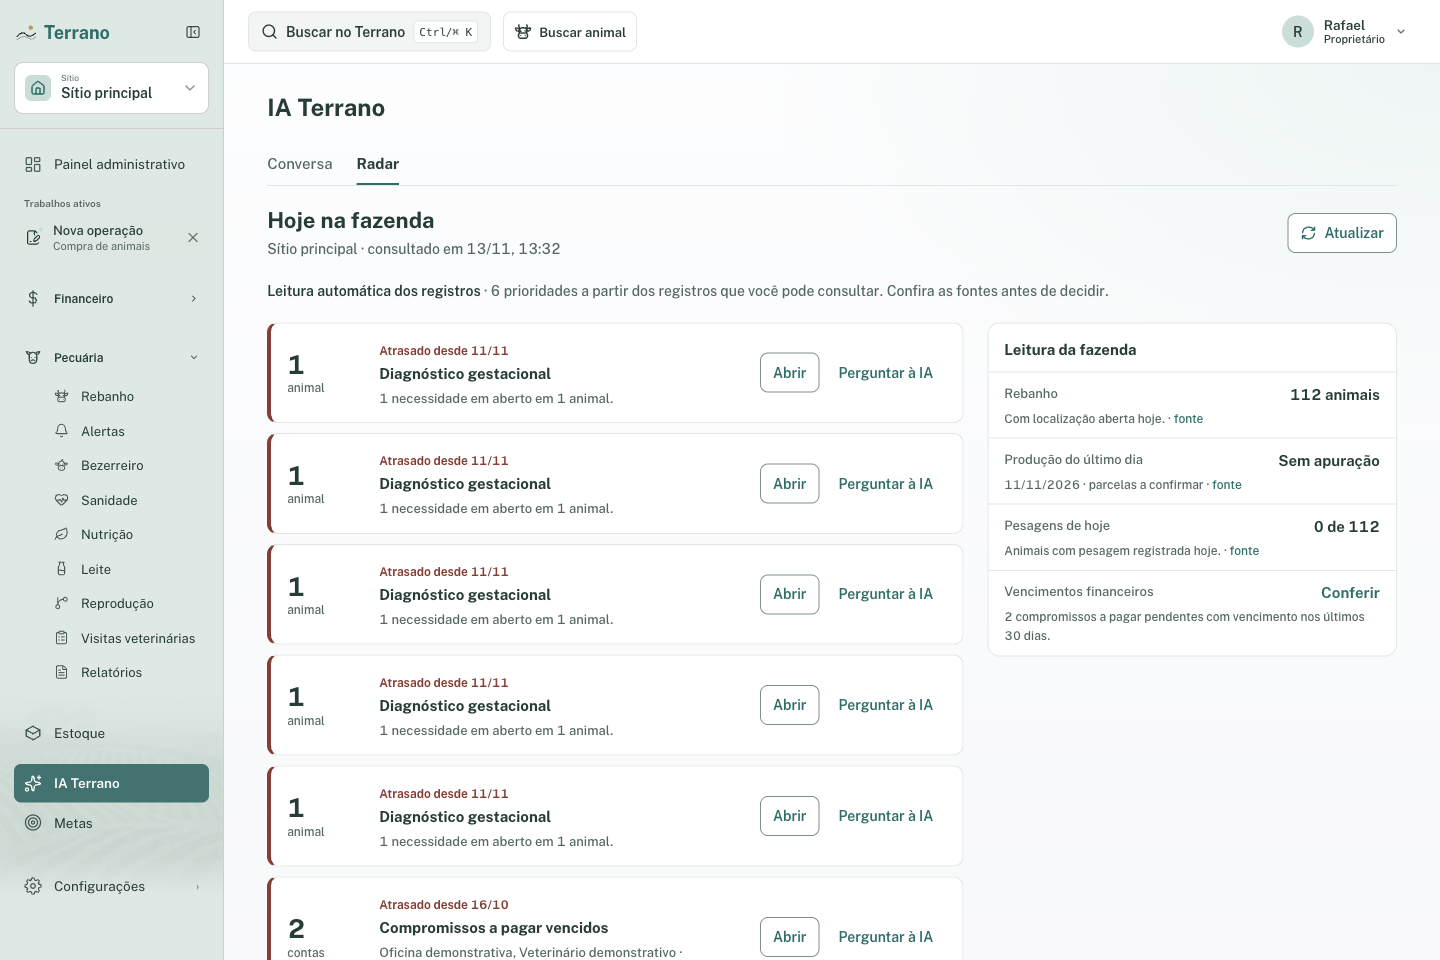 Terrano
Sítio
Sítio principal
Painel administrativo
Trabalhos ativos
Nova operação
Compra de animais
Financeiro
Pecuária
Rebanho
Alertas
Bezerreiro
Sanidade
Nutrição
Leite
Reprodução
Visitas veterinárias
Relatórios
Estoque
IA Terrano
Metas
Configurações
Buscar no Terrano Ctrl/⌘ K
Buscar animal
R
Rafael
Proprietário
IA Terrano
Conversa Radar
Hoje na fazenda
Sítio principal · consultado em 13/11, 13:32
Atualizar
Leitura automática dos registros · 6 prioridades a partir dos registros que você pode consultar. Confira as fontes antes de decidir.
1
animal
Atrasado desde 11/11
Diagnóstico gestacional
1 necessidade em aberto em 1 animal.
Abrir Perguntar à IA
1
animal
Atrasado desde 11/11
Diagnóstico gestacional
1 necessidade em aberto em 1 animal.
Abrir Perguntar à IA
1
animal
Atrasado desde 11/11
Diagnóstico gestacional
1 necessidade em aberto em 1 animal.
Abrir Perguntar à IA
1
animal
Atrasado desde 11/11
Diagnóstico gestacional
1 necessidade em aberto em 1 animal.
Abrir Perguntar à IA
1
animal
Atrasado desde 11/11
Diagnóstico gestacional
1 necessidade em aberto em 1 animal.
Abrir Perguntar à IA
2
contas
Atrasado desde 16/10
Compromissos a pagar vencidos
Oficina demonstrativa, Veterinário demonstrativo ·
Abrir Perguntar à IA
Leitura da fazenda
Rebanho 112 animais
Com localização aberta hoje. · fonte
Produção do último dia Sem apuração
11/11/2026 · parcelas a confirmar · fonte
Pesagens de hoje 0 de 112
Animais com pesagem registrada hoje. · fonte
Vencimentos financeiros Conferir
2 compromissos a pagar pendentes com vencimento nos últimos
30 dias.